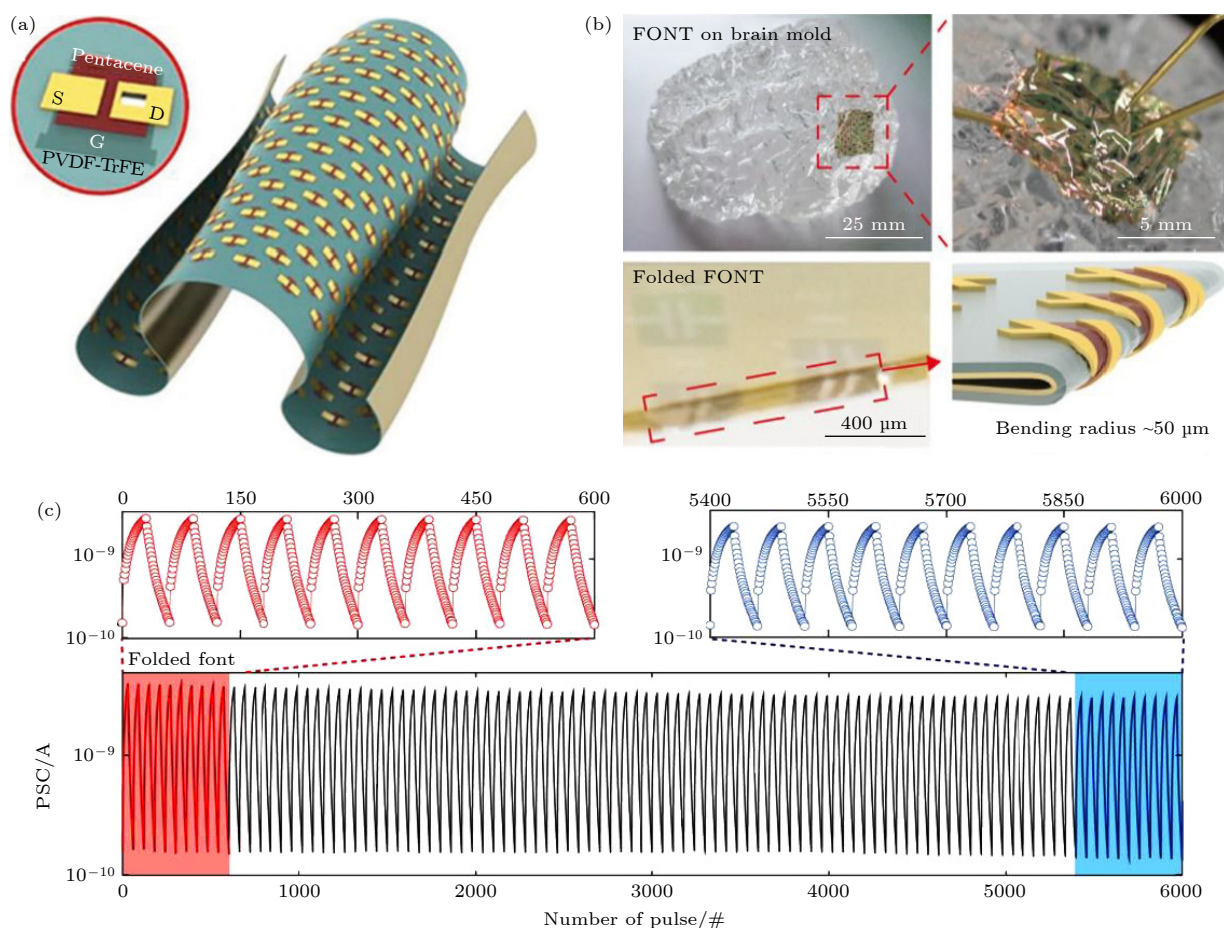 (a)
Pentacene
S
D
G
PVDF-TrFE
(b)
FONT on brain mold
25 mm
5 mm
Folded FONT
400 µm
Bending radius ~50 µm
(c)
0 150 300 450 600
10⁻⁹
10⁻¹⁰
5400 5550 5700 5850 6000
10⁻⁹
10⁻¹⁰
Folded font
PSC/A
10⁻⁹
10⁻¹⁰
0 1000 2000 3000 4000 5000 6000
Number of pulse/#